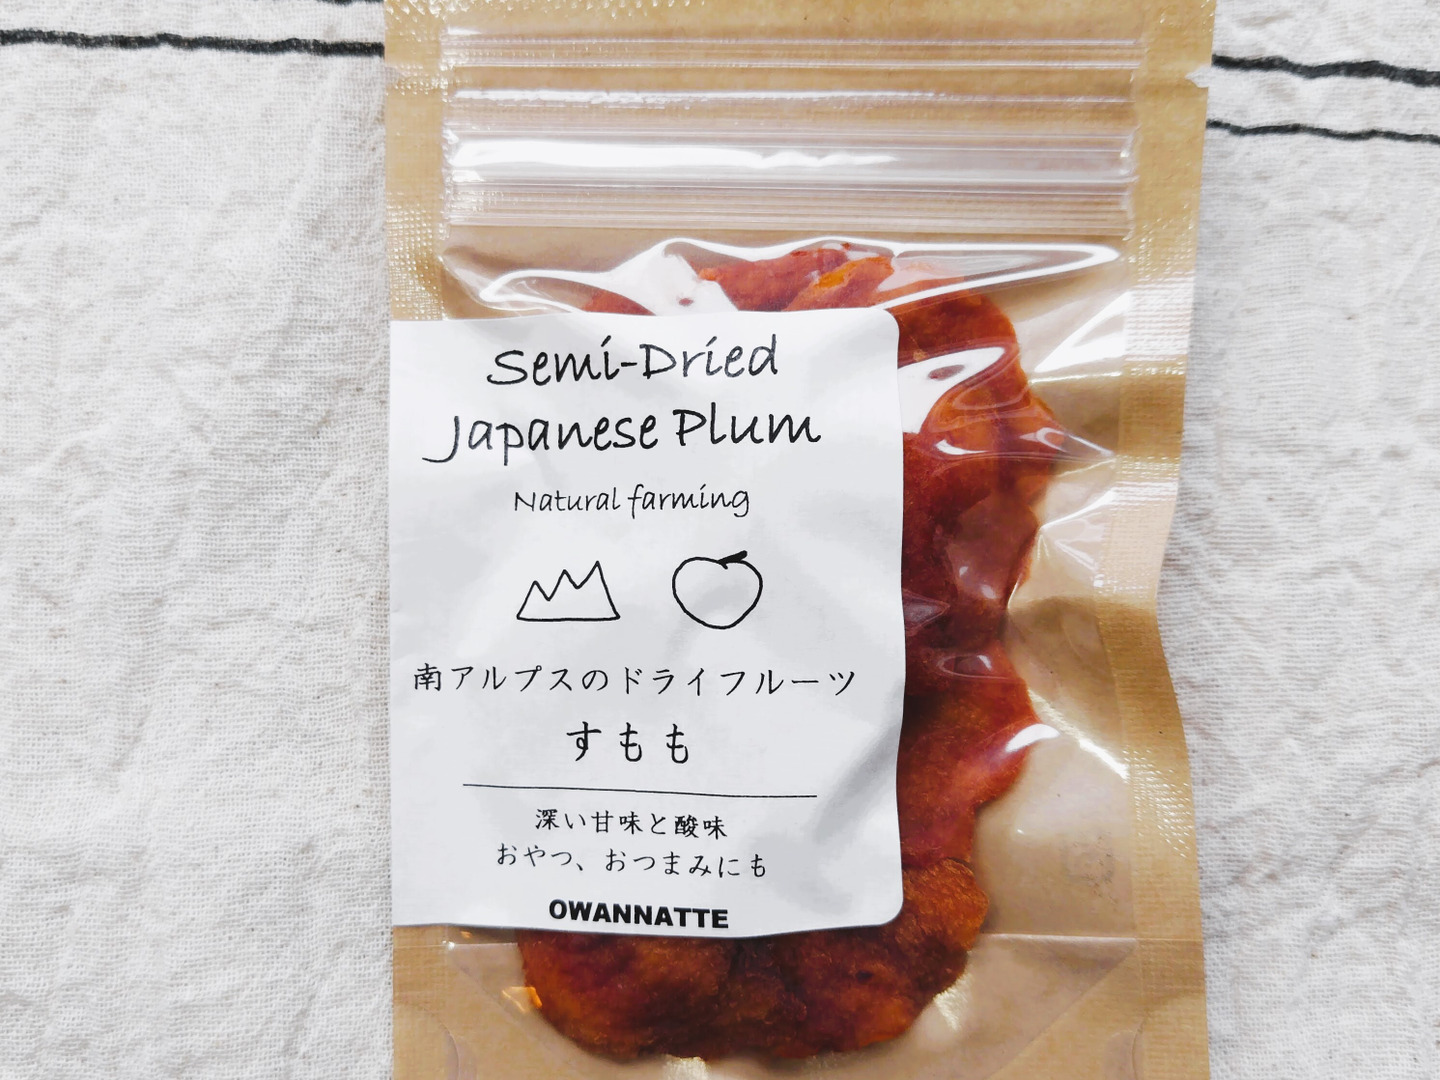 Semi-Dried
Japanese Plum
Natural farming
南アルプスのドライフルーツ
すもも
深い甘味と酸味
おやつ、おつまみにも
OWANNATTE